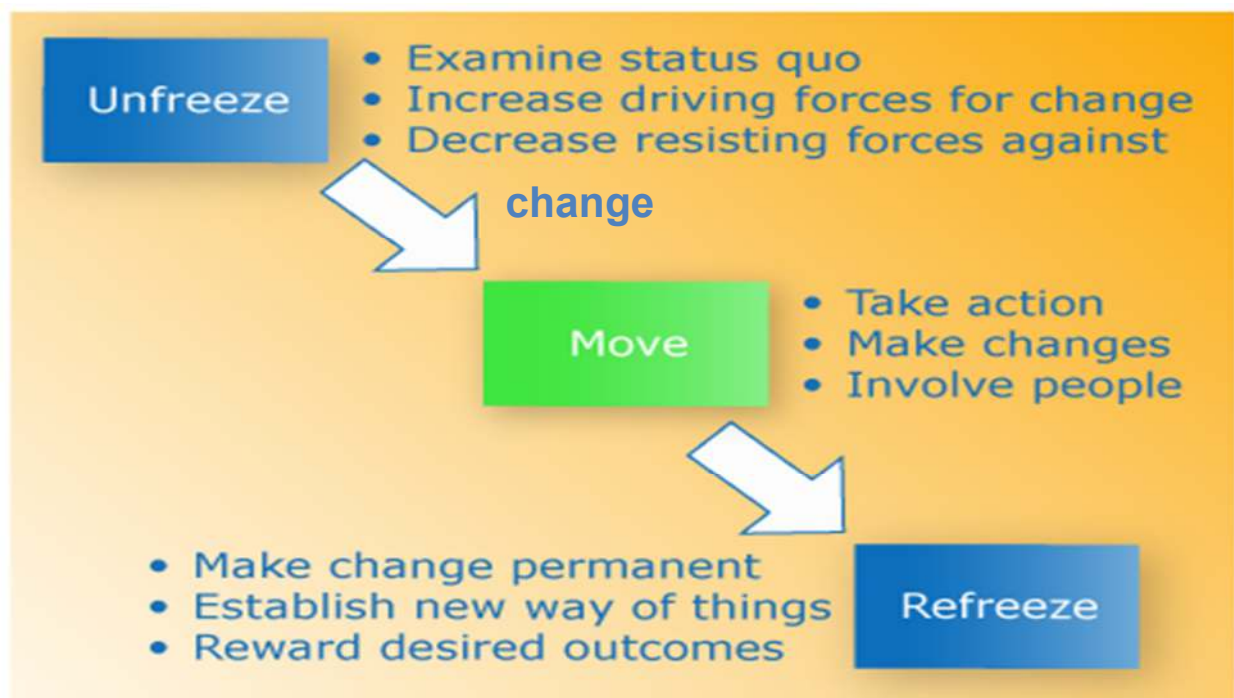 Unfreeze
• Examine status quo
• Increase driving forces for change
• Decrease resisting forces against
change
Move
• Take action
• Make changes
• Involve people
• Make change permanent
• Establish new way of things
• Reward desired outcomes
Refreeze